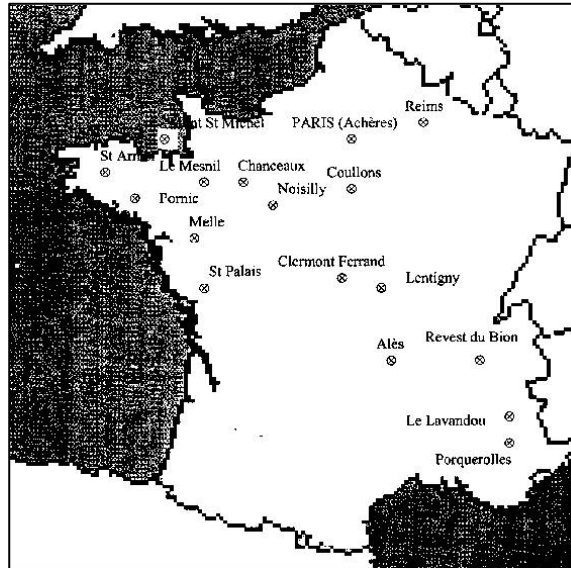 Reims
Mont St Michel
PARIS (Achères)
St Armel
Le Mesnil
Chanceaux
Coullons
Pornic
Noisilly
Melle
Clermont Ferrand
St Palais
Lentigny
Alès
Revest du Bion
Le Lavandou
Porquerolles